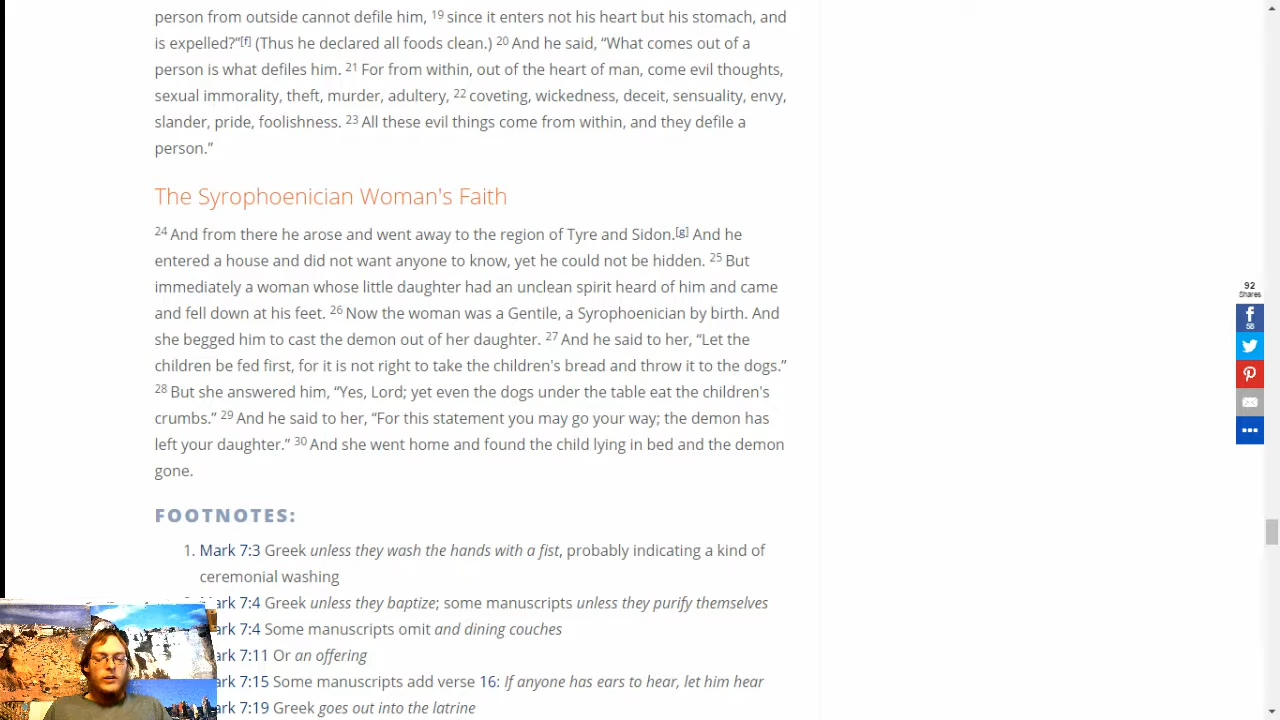 person from outside cannot defile him, 19 since it enters not his heart but his stomach, and
is expelled?”[f] (Thus he declared all foods clean.) 20 And he said, “What comes out of a
person is what defiles him. 21 For from within, out of the heart of man, come evil thoughts,
sexual immorality, theft, murder, adultery, 22 coveting, wickedness, deceit, sensuality, envy,
slander, pride, foolishness. 23 All these evil things come from within, and they defile a
person.”
The Syrophoenician Woman's Faith
24 And from there he arose and went away to the region of Tyre and Sidon.[g] And he
entered a house and did not want anyone to know, yet he could not be hidden. 25 But
immediately a woman whose little daughter had an unclean spirit heard of him and came
and fell down at his feet. 26 Now the woman was a Gentile, a Syrophoenician by birth. And
she begged him to cast the demon out of her daughter. 27 And he said to her, “Let the
children be fed first, for it is not right to take the children's bread and throw it to the dogs.”
28 But she answered him, “Yes, Lord; yet even the dogs under the table eat the children's
crumbs.” 29 And he said to her, “For this statement you may go your way; the demon has
left your daughter.” 30 And she went home and found the child lying in bed and the demon
gone.
FOOTNOTES:
1. Mark 7:3 Greek unless they wash the hands with a fist, probably indicating a kind of
ceremonial washing
ark 7:4 Greek unless they baptize; some manuscripts unless they purify themselves
ark 7:4 Some manuscripts omit and dining couches
ark 7:11 Or an offering
ark 7:15 Some manuscripts add verse 16: If anyone has ears to hear, let him hear
ark 7:19 Greek goes out into the latrine
92
Shares
58